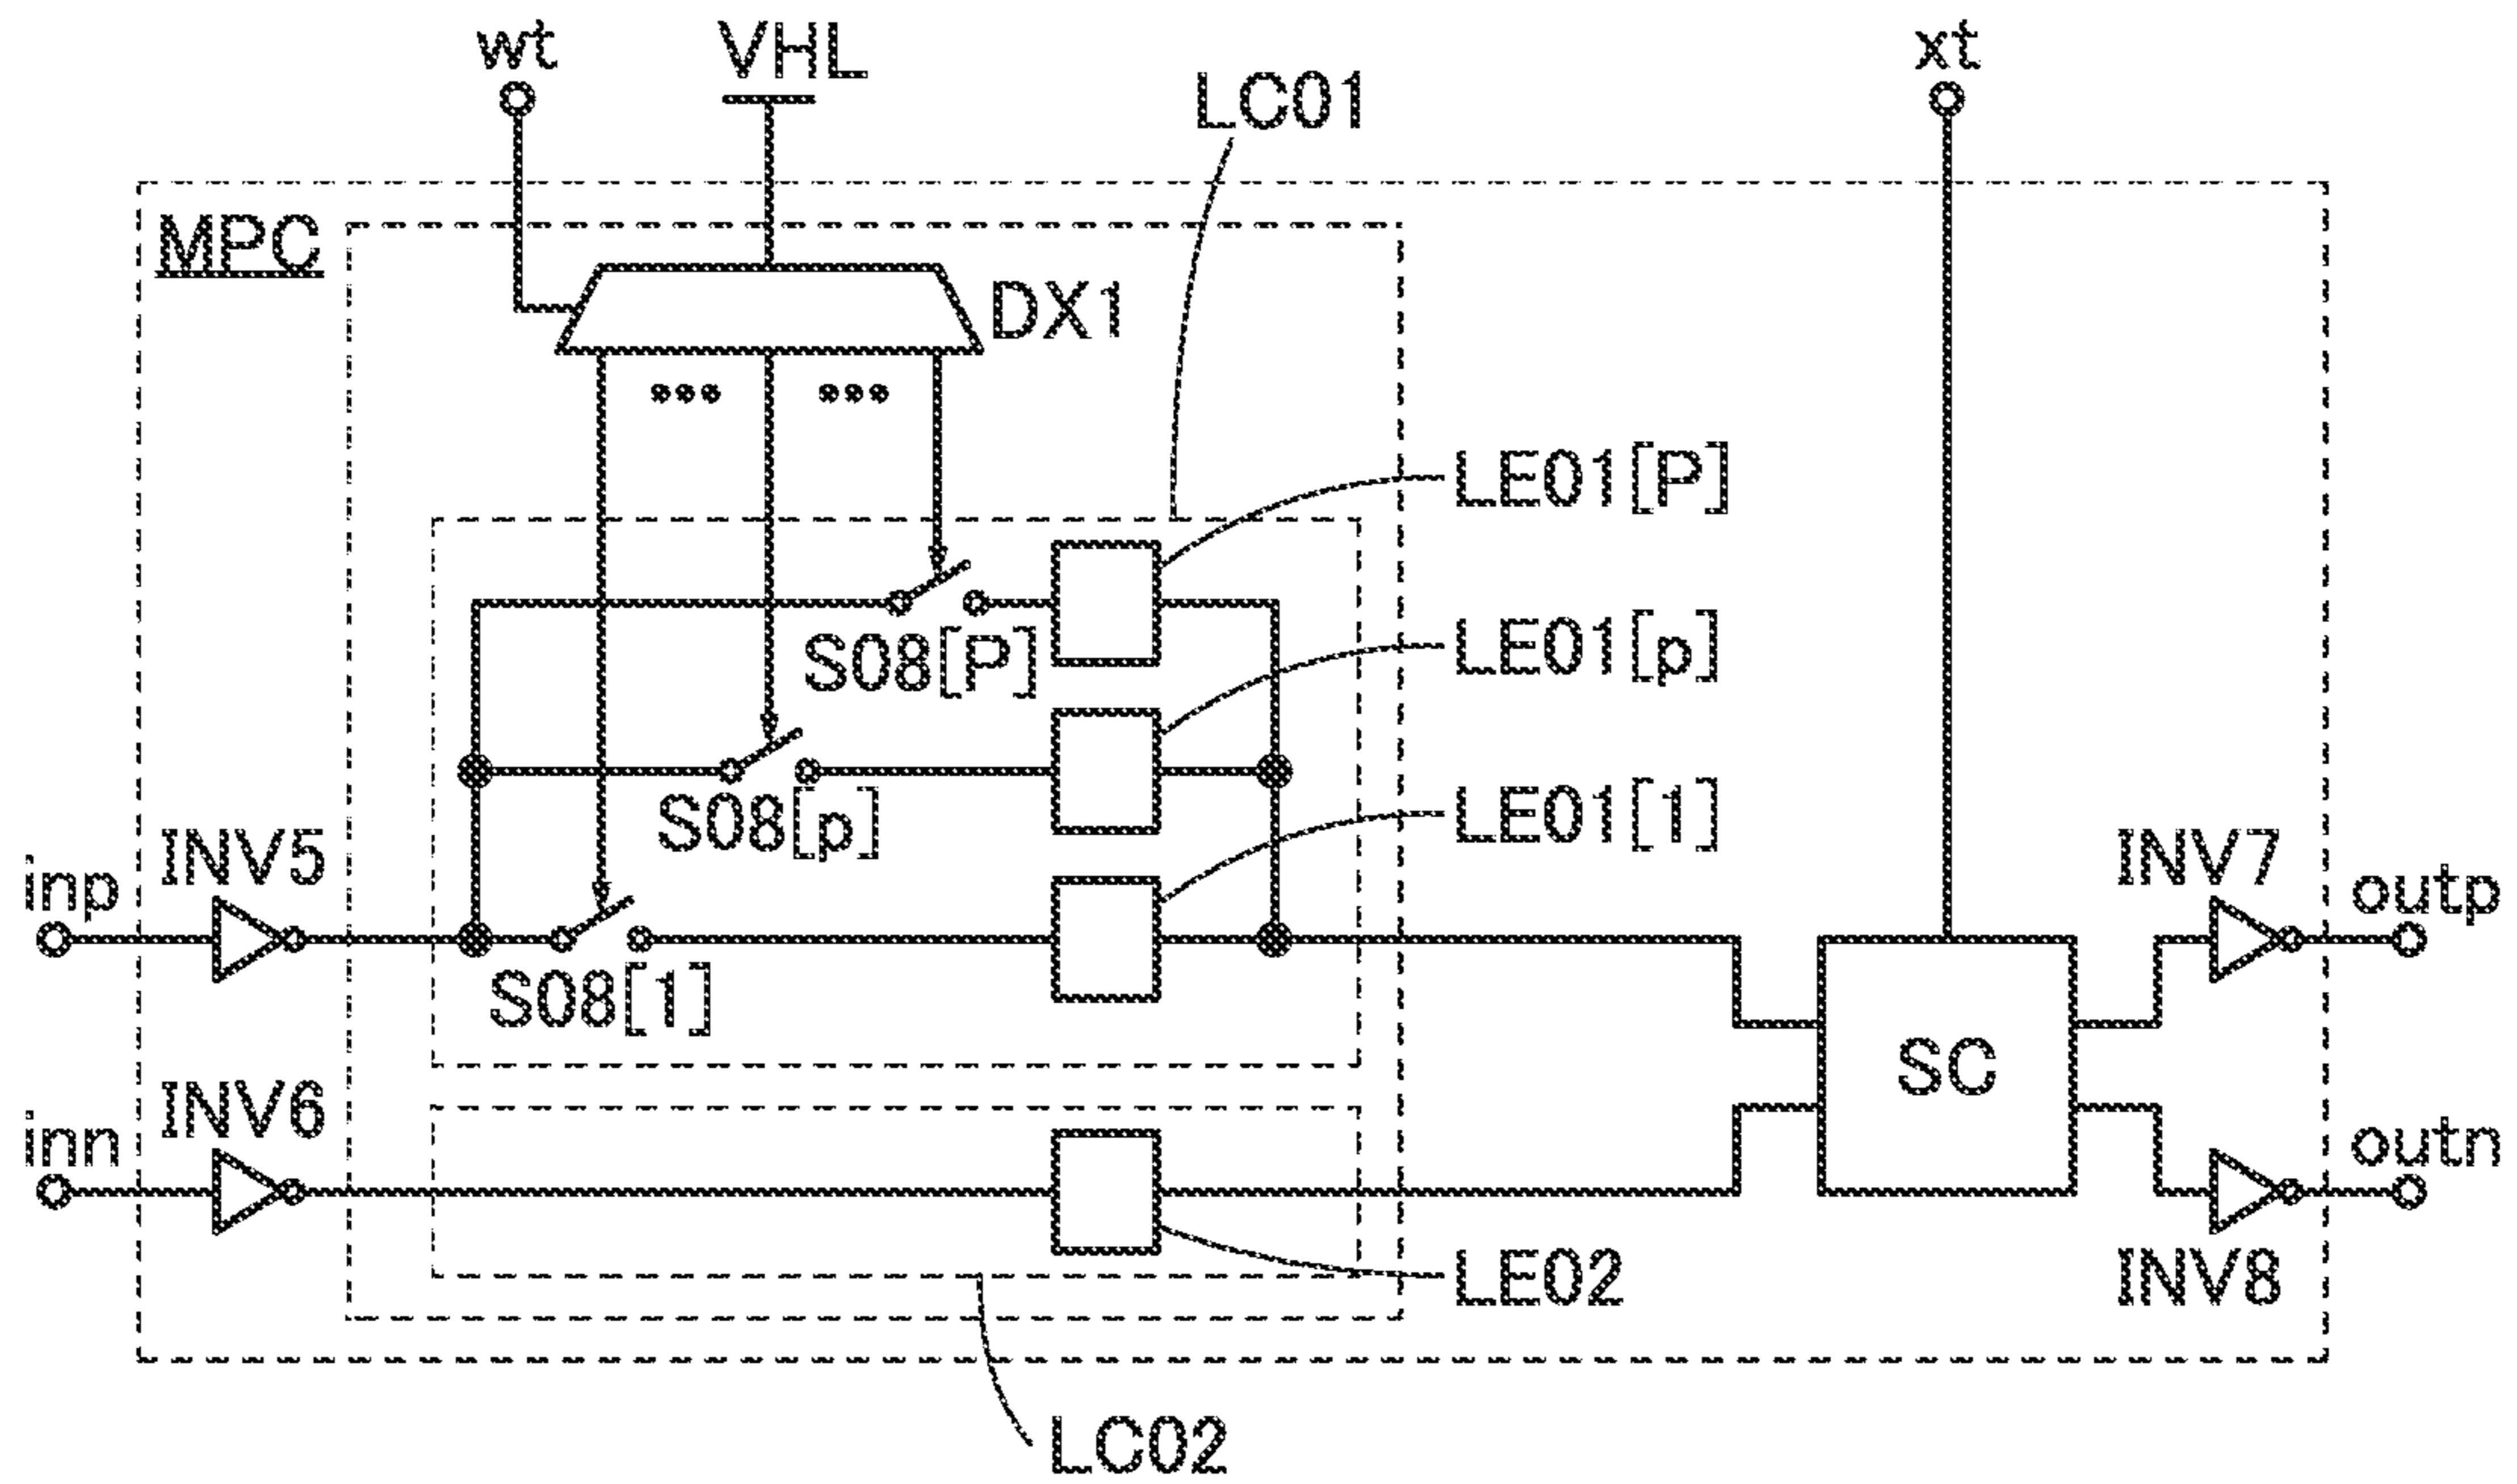 wt
VHL
xt
LC01
MPC
DX1
•••
•••
LE01[P]
S08[P]
LE01[p]
S08[p]
LE01[1]
INV5
inp
INV7
outp
S08[1]
SC
INV6
inn
outn
LE02
INV8
LC02